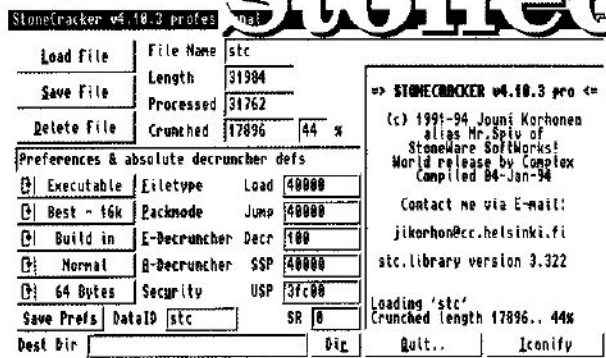 StoneCracker v4.10.3 profes nal
Load File
File Name stc
Length 31984
Save File
Processed 31762
Delete File
Crunched 17896 44 %
Preferences & absolute decruncher defs
Executable Filetype Load 40000
Best - 16k Packmode Jump 40000
Build in E-Decruncher Decr 100
Normal A-Decruncher SSP 40000
64 Bytes Security USP 3fc00
Save Prefs DataID stc SR 0
Dest Dir Dir
=> STONECRACKER v4.10.3 pro <=
(c) 1991-94 Jouni Korhonen
alias Mr.Spiv of
StoneWare SoftWorks!
World release by Complex
Compiled 04-Jan-94
Contact me via E-mail:
jikorhon@cc.helsinki.fi
stc.library version 3.322
Loading 'stc'
Crunched length 17896.. 44%
Quit.. Iconify